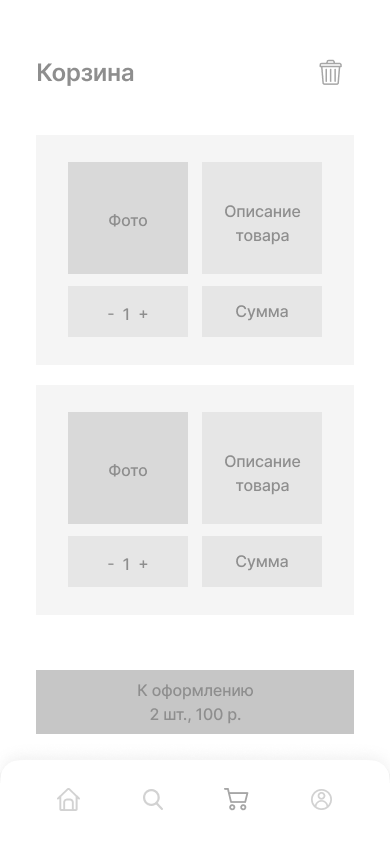 Корзина
Фото
Описание
товара
- 1 +
Сумма
Фото
Описание
товара
- 1 +
Сумма
К оформлению
2 шт., 100 р.